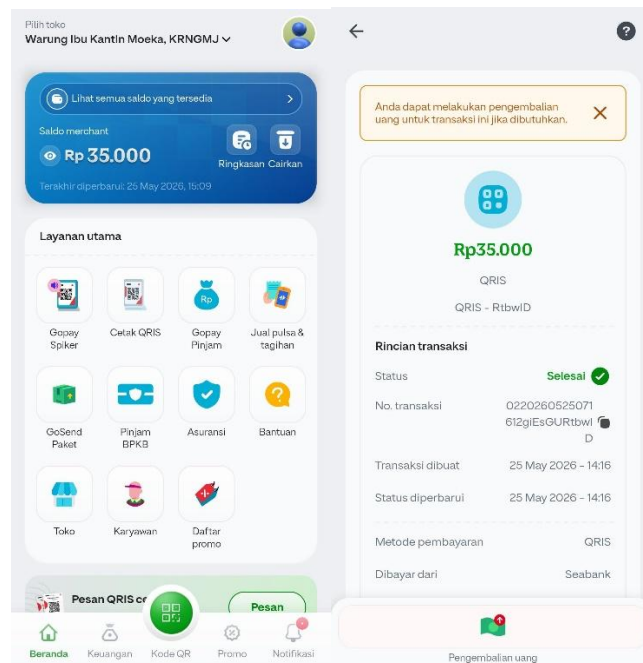 Pilih toko
Warung Ibu Kantin Moeka, KRNGMJ
Lihat semua saldo yang tersedia
Saldo merchant
Rp 35.000
Ringkasan Cairkan
Terakhir diperbarui: 25 May 2026, 15:09
Layanan utama
Rp
Gopay Spiker
Cetak QRIS
Gopay Pinjam
Jual pulsa & tagihan
GoSend Paket
Pinjam BPKB
Asuransi
Bantuan
Toko
Karyawan
Daftar promo
Pesan QRIS ce
Pesan
Beranda
Keuangan
Kode QR
Promo
Notifikasi
Anda dapat melakukan pengembalian
uang untuk transaksi ini jika dibutuhkan.
Rp35.000
QRIS
QRIS - RtbwID
Rincian transaksi
Status Selesai
No. transaksi 0220260525071
612giEsGURtbwI
D
Transaksi dibuat 25 May 2026 - 14:16
Status diperbarui 25 May 2026 - 14:16
Metode pembayaran QRIS
Dibayar dari Seabank
Pengembalian uang